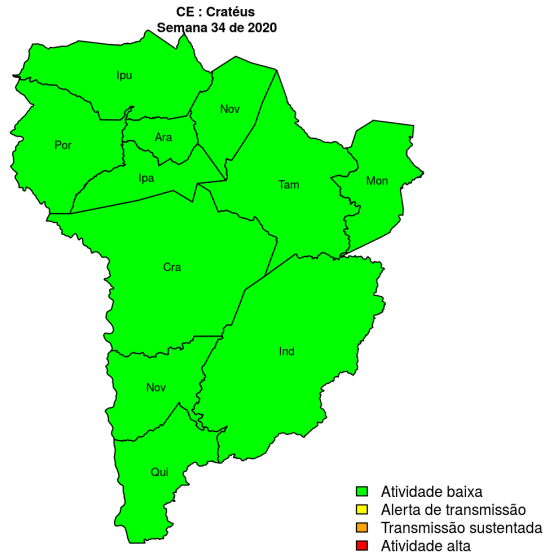 CE : Cratéus
Semana 34 de 2020
Ipu
Nov
Por
Ara
Ipa
Tam
Mon
Cra
Ind
Nov
Qui
Atividade baixa
Alerta de transmissão
Transmissão sustentada
Atividade alta